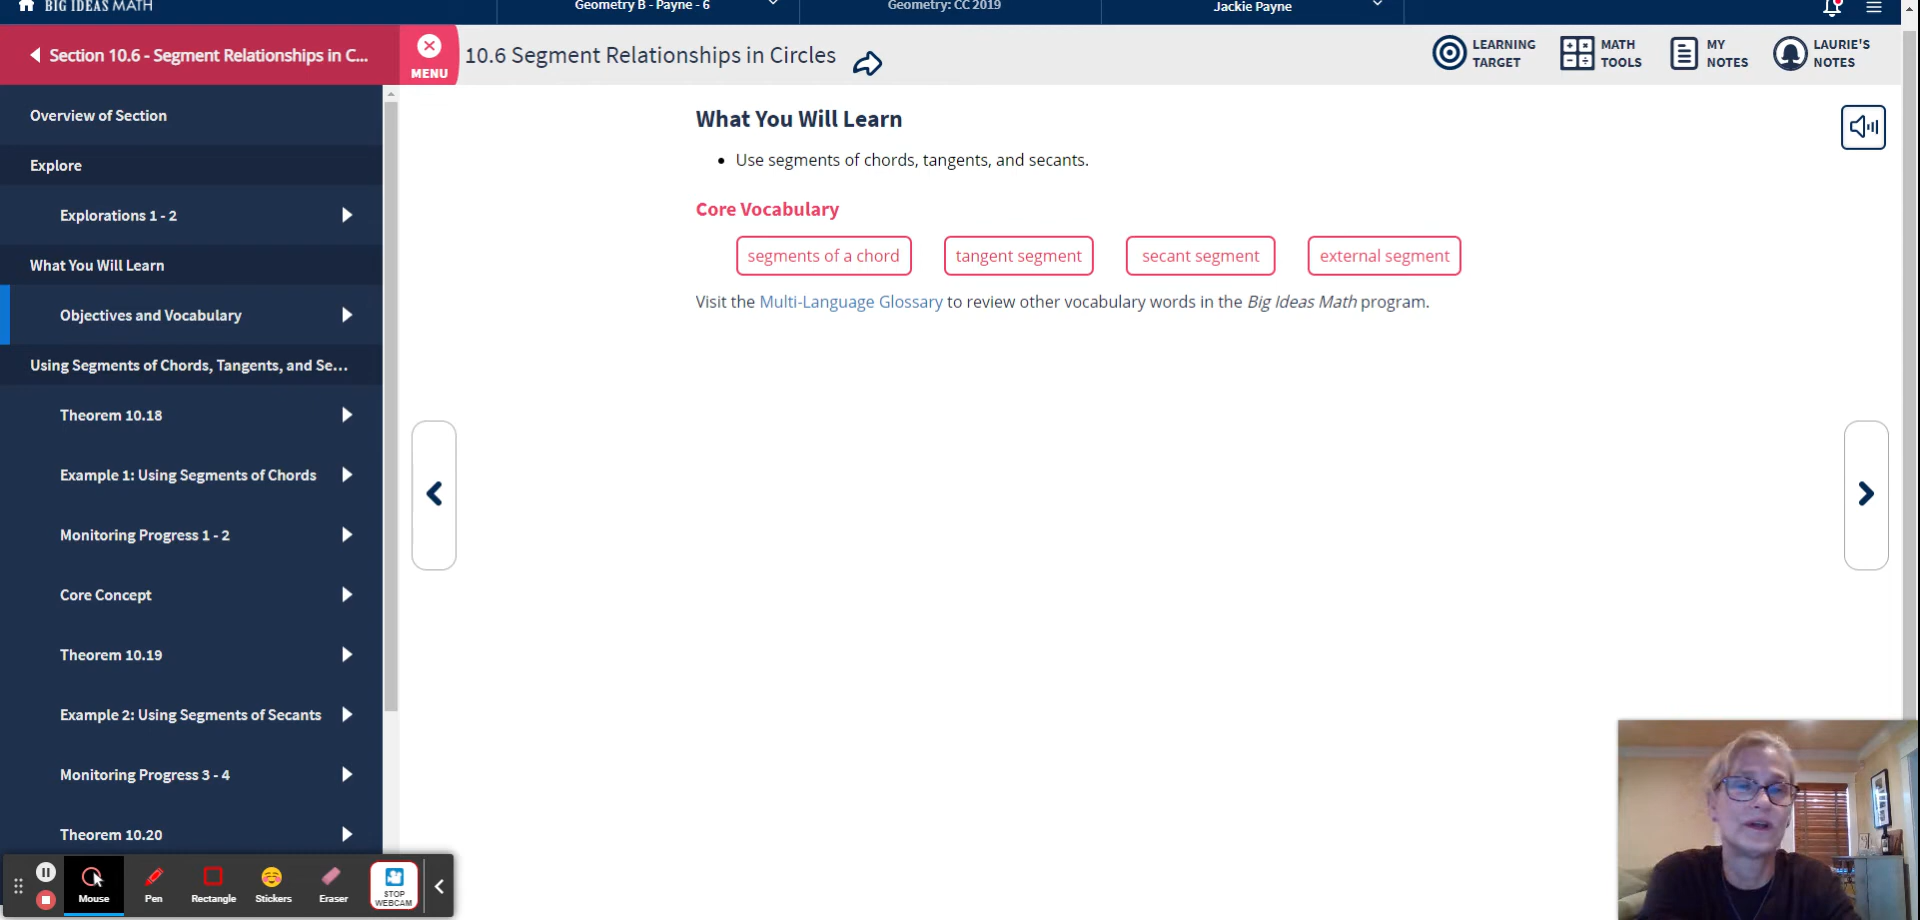 BIG IDEAS MATH
Geometry B - Payne - 6
Geometry: CC 2019
Jackie Payne
Section 10.6 - Segment Relationships in C...
MENU
10.6 Segment Relationships in Circles
LEARNING TARGET
MATH TOOLS
MY NOTES
LAURIE'S NOTES
Overview of Section
Explore
Explorations 1 - 2
What You Will Learn
Objectives and Vocabulary
Using Segments of Chords, Tangents, and Se...
Theorem 10.18
Example 1: Using Segments of Chords
Monitoring Progress 1 - 2
Core Concept
Theorem 10.19
Example 2: Using Segments of Secants
Monitoring Progress 3 - 4
Theorem 10.20
What You Will Learn
• Use segments of chords, tangents, and secants.
Core Vocabulary
segments of a chord
tangent segment
secant segment
external segment
Visit the Multi-Language Glossary to review other vocabulary words in the Big Ideas Math program.
Mouse
Pen
Rectangle
Stickers
Eraser
STOP WEBCAM